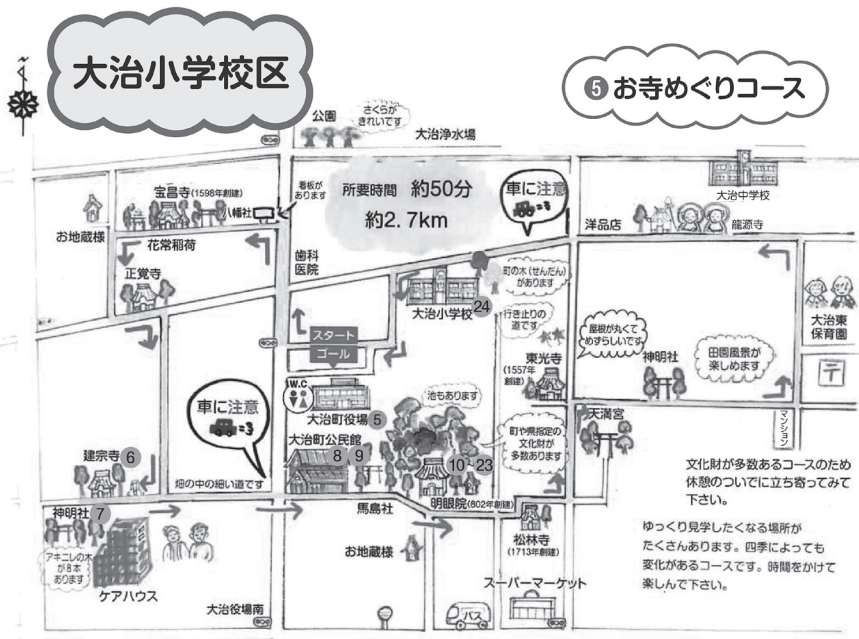 大治小学校区
❺お寺めぐりコース
公園
さくらが
きれいです
大治浄水場
宝昌寺(1598年創建)
八幡社
看板が
あります
所要時間 約50分
約2.7km
車に注意
大治中学校
洋品店
龍源寺
お地蔵様
花常稲荷
正覚寺
歯科
医院
町の木(せんだん)
があります
大治小学校 24
行き止りの
道です
スタート
ゴール
屋根が丸くて
めずらしいです
東光寺
(1557年
創建)
神明社
田園風景が
楽しめます
大治東
保育園
〒
W.C
車に注意
大治町役場 5
池もあります
大治町公民館
8 9
10~23
町や県指定の
文化財が
多数あります
天満宮
マンション
建宗寺 6
畑の中の細い道です
馬島社
明眼院(802年創建)
文化財が多数あるコースのため
休憩のついでに立ち寄ってみて
下さい。
神明社 7
アキニレの木
が8本
あります
ケアハウス
お地蔵様
松林寺
(1713年創建)
ゆっくり見学したくなる場所が
たくさんあります。四季によっても
変化があるコースです。時間をかけて
楽しんで下さい。
スーパーマーケット
大治役場南
バス